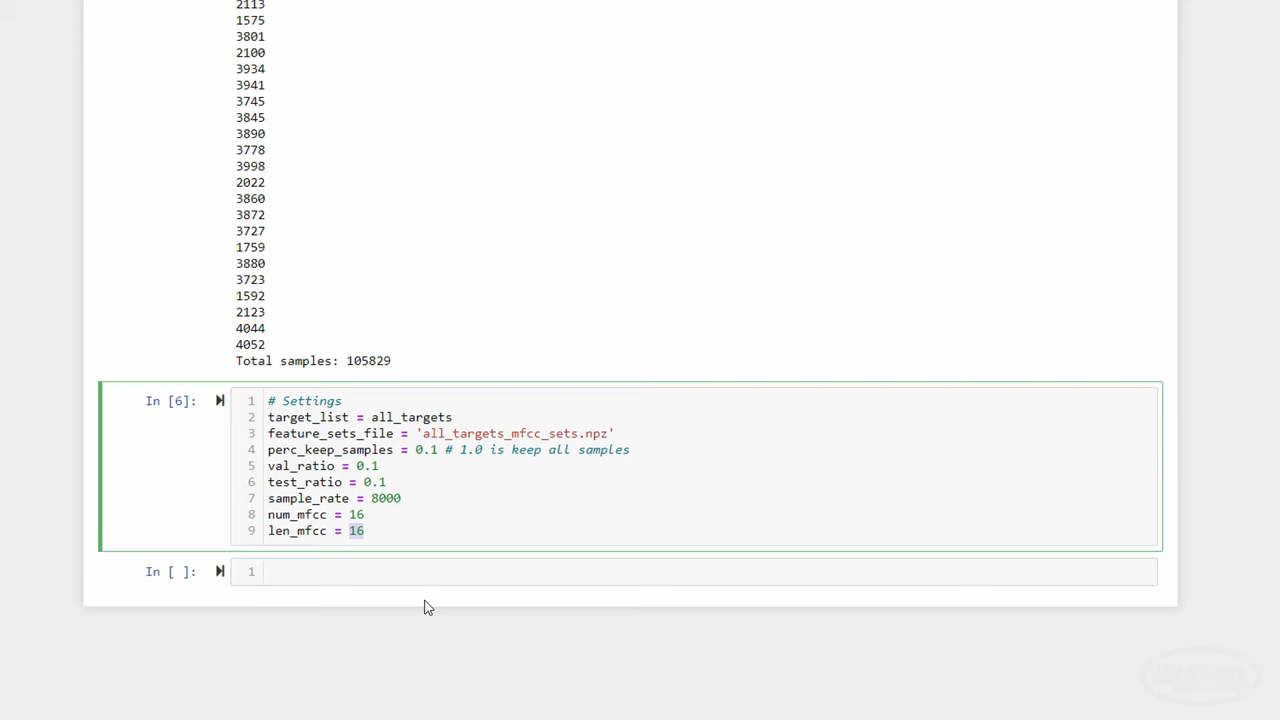 2113
1575
3801
2100
3934
3941
3745
3845
3890
3778
3998
2022
3860
3872
3727
1759
3880
3723
1592
2123
4044
4052
Total samples: 105829
In [6]:
1 # Settings
2 target_list = all_targets
3 feature_sets_file = 'all_targets_mfcc_sets.npz'
4 perc_keep_samples = 0.1 # 1.0 is keep all samples
5 val_ratio = 0.1
6 test_ratio = 0.1
7 sample_rate = 8000
8 num_mfcc = 16
9 len_mfcc = 16
In [ ]:
1